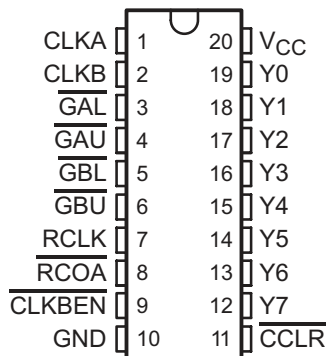 CLKA 1 20 VCC
CLKB 2 19 Y0
GAL 3 18 Y1
GAU 4 17 Y2
GBL 5 16 Y3
GBU 6 15 Y4
RCLK 7 14 Y5
RCOA 8 13 Y6
CLKBEN 9 12 Y7
GND 10 11 CCLR